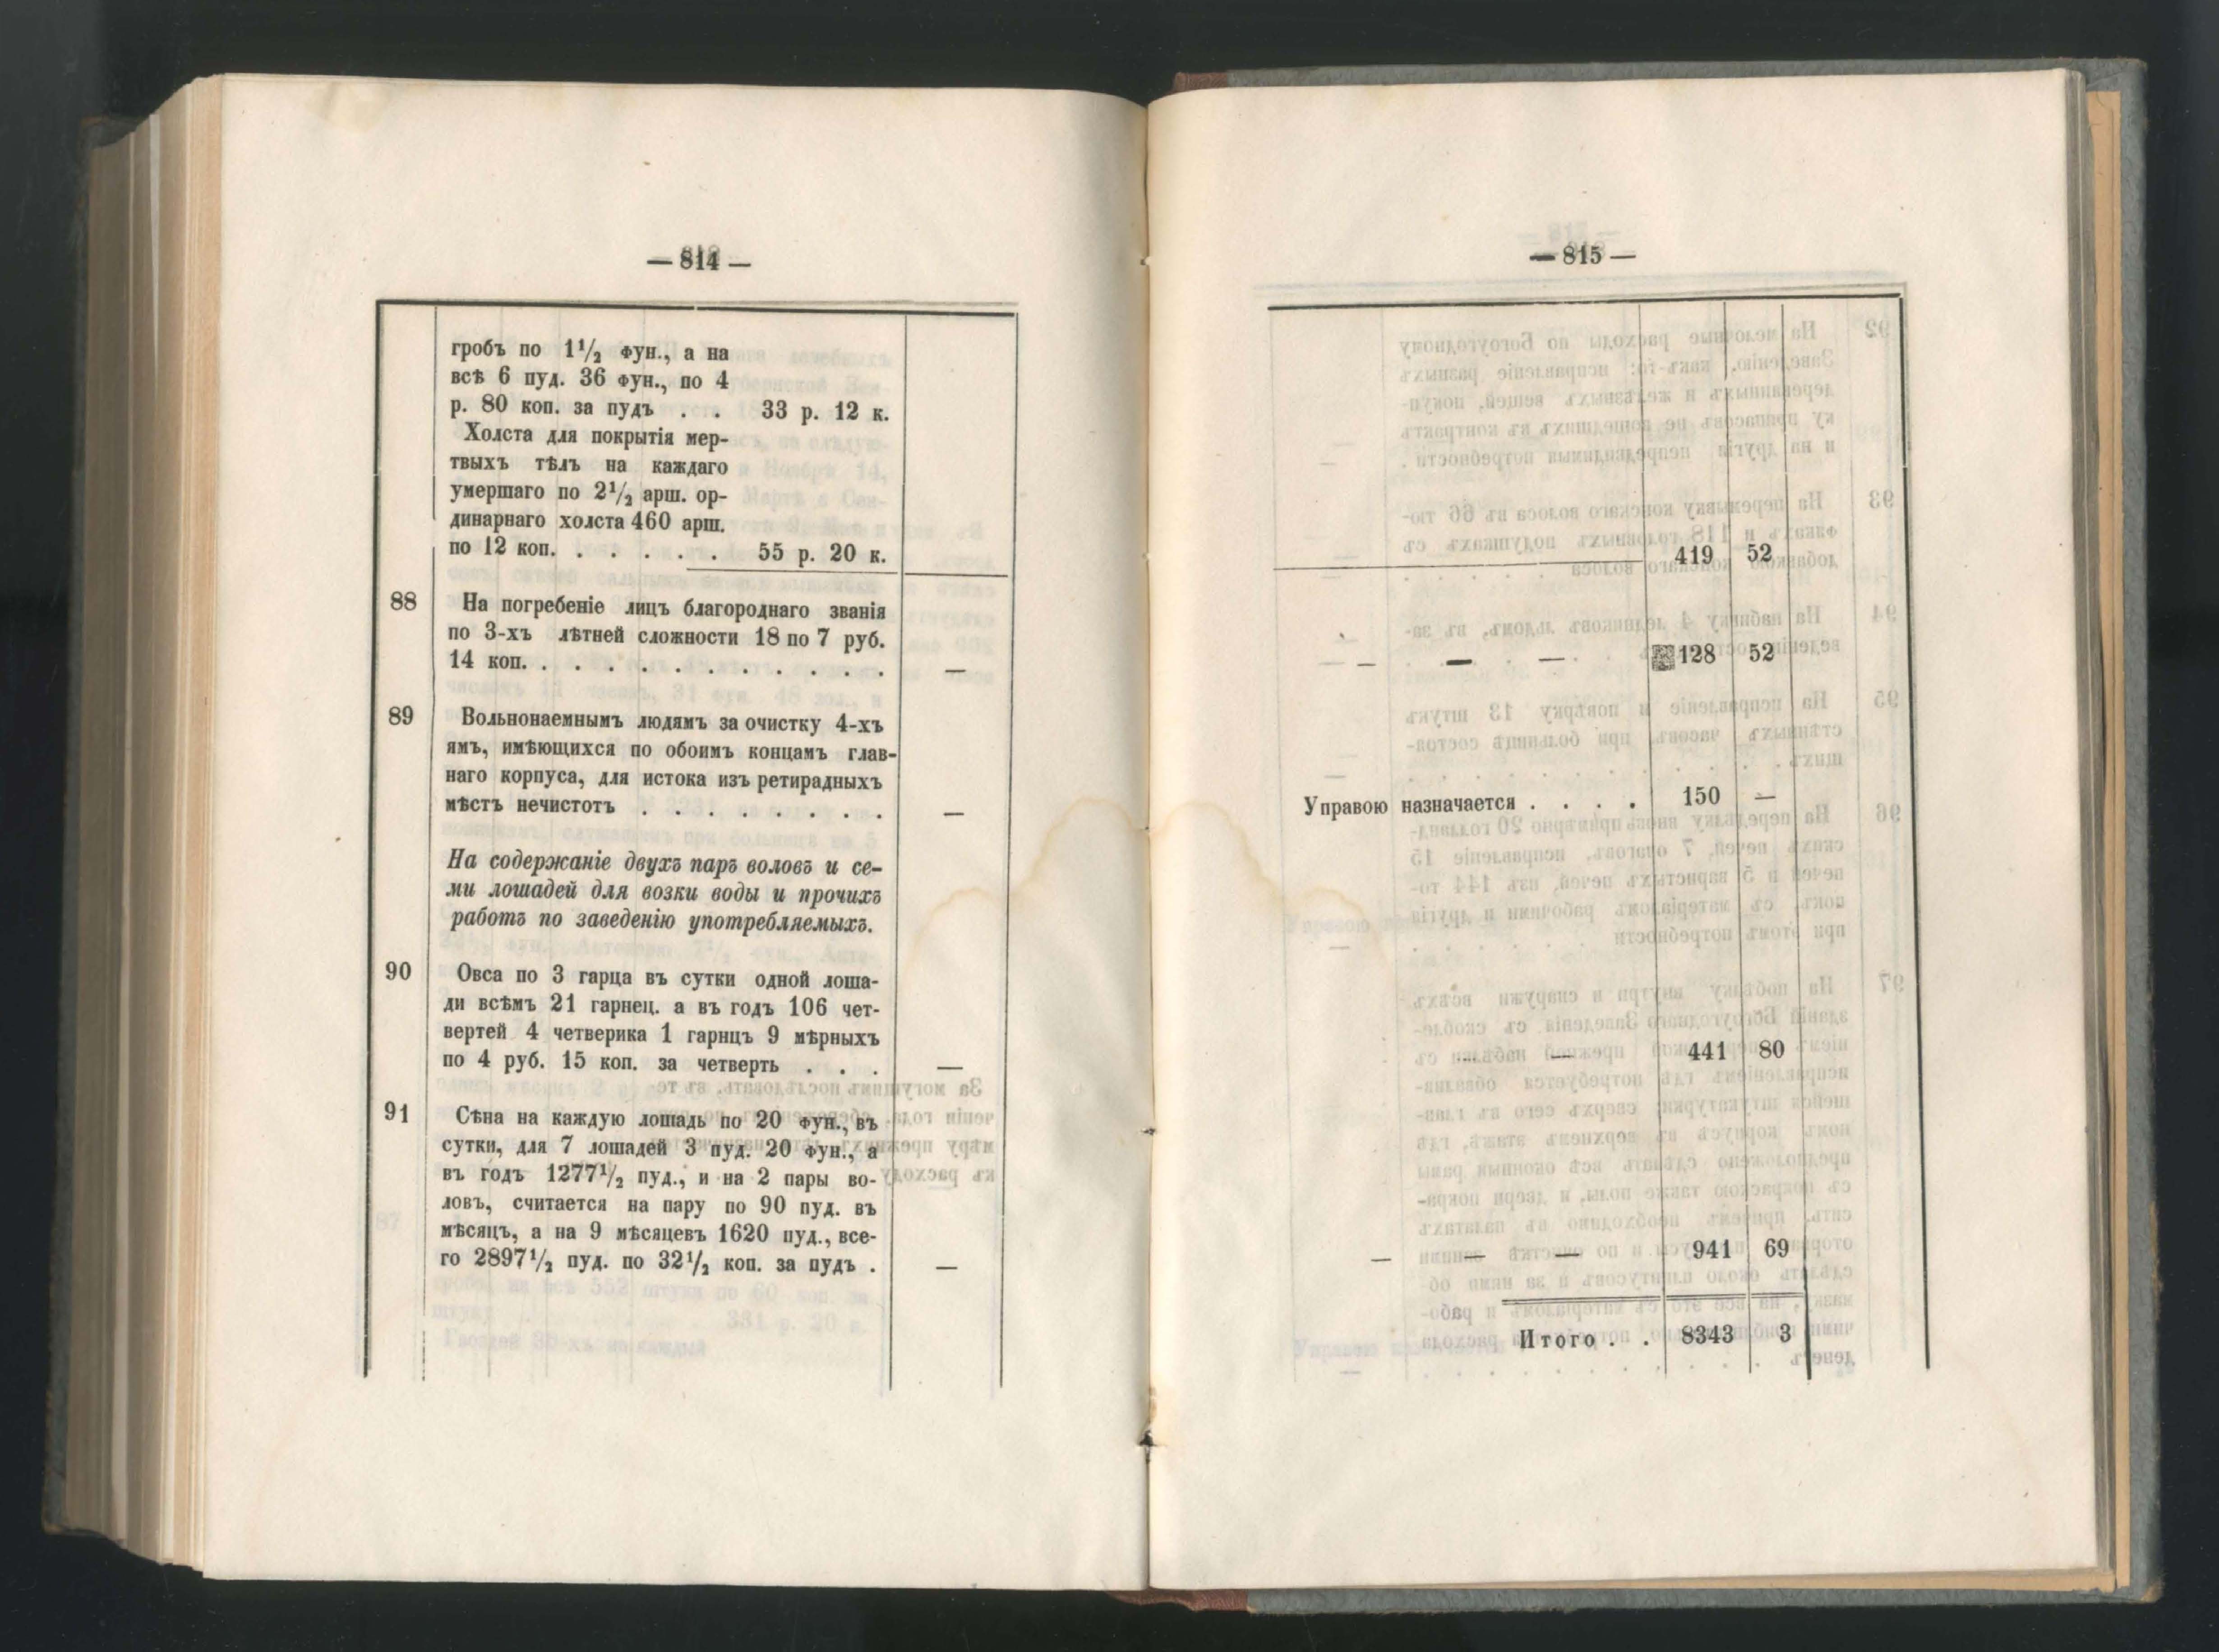 — 814 —
гробъ по 1¹/₂ фун., а на
всѣ 6 пуд. 36 фун., по 4
р. 80 коп. за пудъ . . 33 р. 12 к.
Холста для покрытія мер-
твыхъ тѣлъ на каждаго
умершаго по 2¹/₂ арш. ор-
динарнаго холста 460 арш.
по 12 коп. . . . . . 55 р. 20 к.
88 На погребеніе лицъ благороднаго званія
по 3-хъ лѣтней сложности 18 по 7 руб.
14 коп. . . . . . . . . . . . —
89 Вольнонаемнымъ людямъ за очистку 4-хъ
ямъ, имѣющихся по обоимъ концамъ глав-
наго корпуса, для истока изъ ретирадныхъ
мѣстъ нечистотъ . . . . . . . . —
На содержаніе двухъ паръ воловъ и се-
ми лошадей для возки воды и прочихъ
работъ по заведенію употребляемыхъ.
90 Овса по 3 гарца въ сутки одной лоша-
ди всѣмъ 21 гарнец. а въ годъ 106 чет-
вертей 4 четверика 1 гарнцъ 9 мѣрныхъ
по 4 руб. 15 коп. за четверть . . . —
91 Сѣна на каждую лошадь по 20 фун., въ
сутки, для 7 лошадей 3 пуд. 20 фун., а
въ годъ 1277¹/₂ пуд., и на 2 пары во-
ловъ, считается на пару по 90 пуд. въ
мѣсяцъ, а на 9 мѣсяцевъ 1620 пуд., все-
го 2897¹/₂ пуд. по 32¹/₂ коп. за пудъ . —
— 815 —
419 52
— — — 128 52
Управою назначается . . . . 150 —
— 441 80
— — — 941 69
Итого . . 8343 3